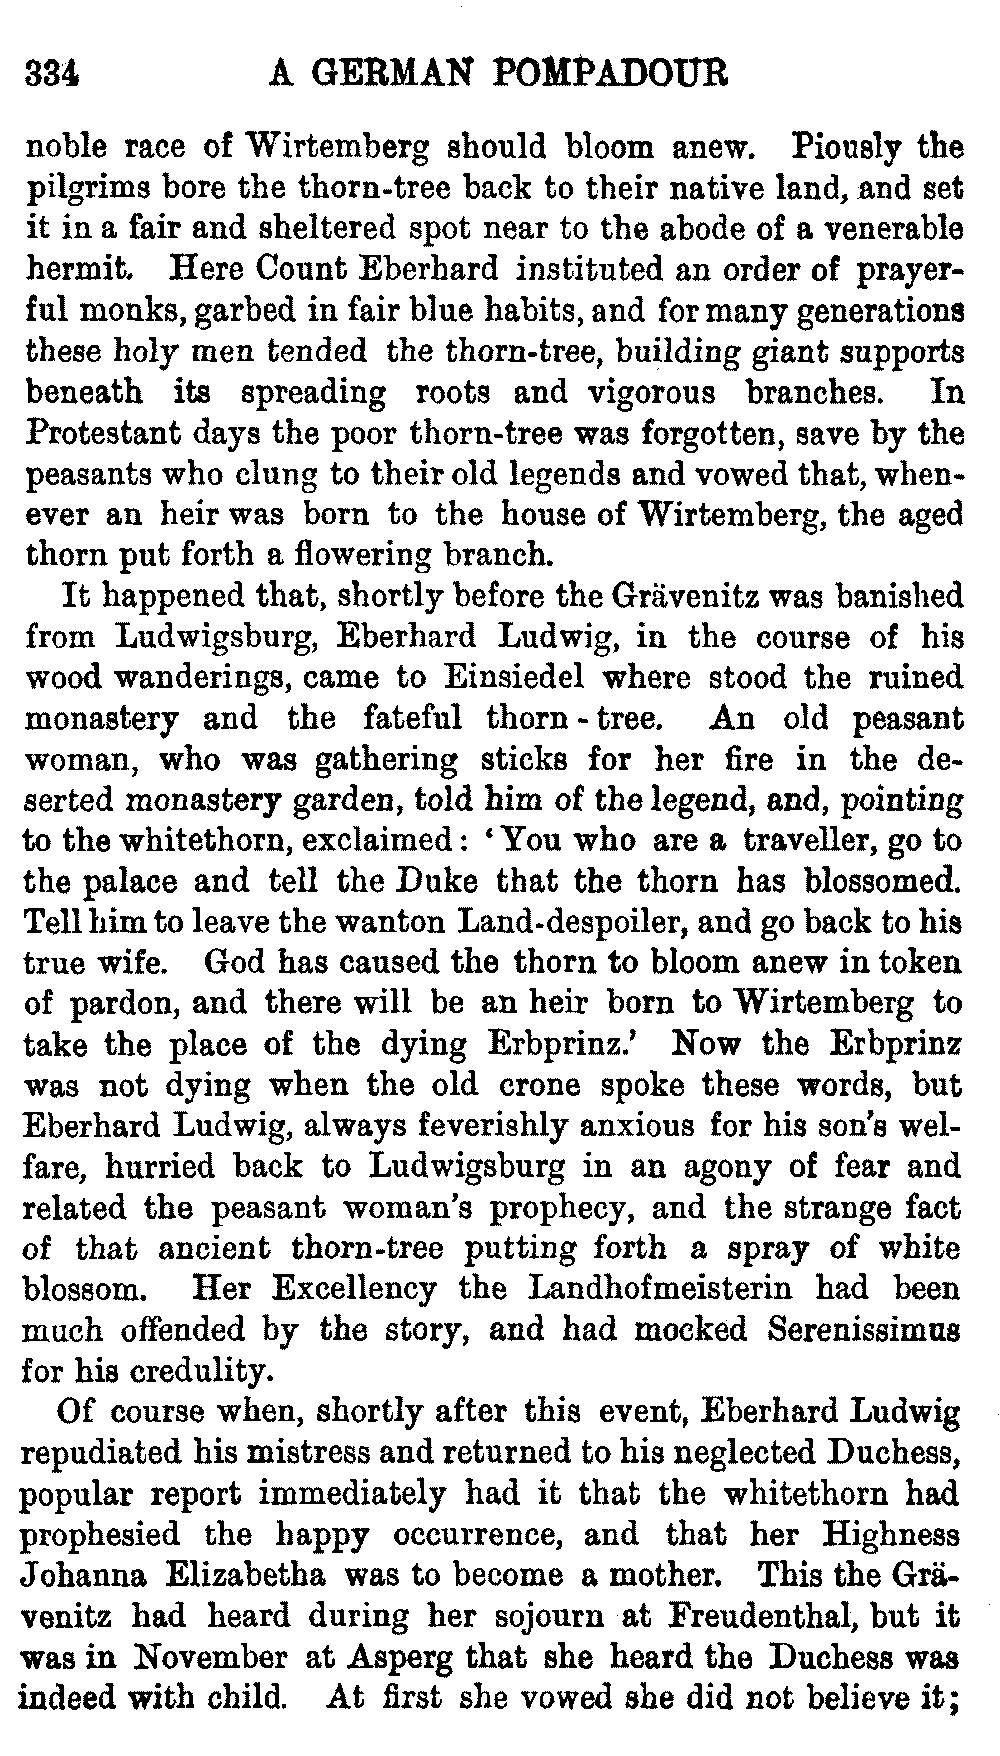 334 A GERMAN POMPADOUR
noble race of Wirtemberg should bloom anew. Piously the
pilgrims bore the thorn-tree back to their native land, and set
it in a fair and sheltered spot near to the abode of a venerable
hermit. Here Count Eberhard instituted an order of prayer-
ful monks, garbed in fair blue habits, and for many generations
these holy men tended the thorn-tree, building giant supports
beneath its spreading roots and vigorous branches. In
Protestant days the poor thorn-tree was forgotten, save by the
peasants who clung to their old legends and vowed that, when-
ever an heir was born to the house of Wirtemberg, the aged
thorn put forth a flowering branch.
It happened that, shortly before the Grävenitz was banished
from Ludwigsburg, Eberhard Ludwig, in the course of his
wood wanderings, came to Einsiedel where stood the ruined
monastery and the fateful thorn-tree. An old peasant
woman, who was gathering sticks for her fire in the de-
serted monastery garden, told him of the legend, and, pointing
to the whitethorn, exclaimed: ‘You who are a traveller, go to
the palace and tell the Duke that the thorn has blossomed.
Tell him to leave the wanton Land-despoiler, and go back to his
true wife. God has caused the thorn to bloom anew in token
of pardon, and there will be an heir born to Wirtemberg to
take the place of the dying Erbprinz.’ Now the Erbprinz
was not dying when the old crone spoke these words, but
Eberhard Ludwig, always feverishly anxious for his son's wel-
fare, hurried back to Ludwigsburg in an agony of fear and
related the peasant woman's prophecy, and the strange fact
of that ancient thorn-tree putting forth a spray of white
blossom. Her Excellency the Landhofmeisterin had been
much offended by the story, and had mocked Serenissimus
for his credulity.
Of course when, shortly after this event, Eberhard Ludwig
repudiated his mistress and returned to his neglected Duchess,
popular report immediately had it that the whitethorn had
prophesied the happy occurrence, and that her Highness
Johanna Elizabetha was to become a mother. This the Grä-
venitz had heard during her sojourn at Freudenthal, but it
was in November at Asperg that she heard the Duchess was
indeed with child. At first she vowed she did not believe it;